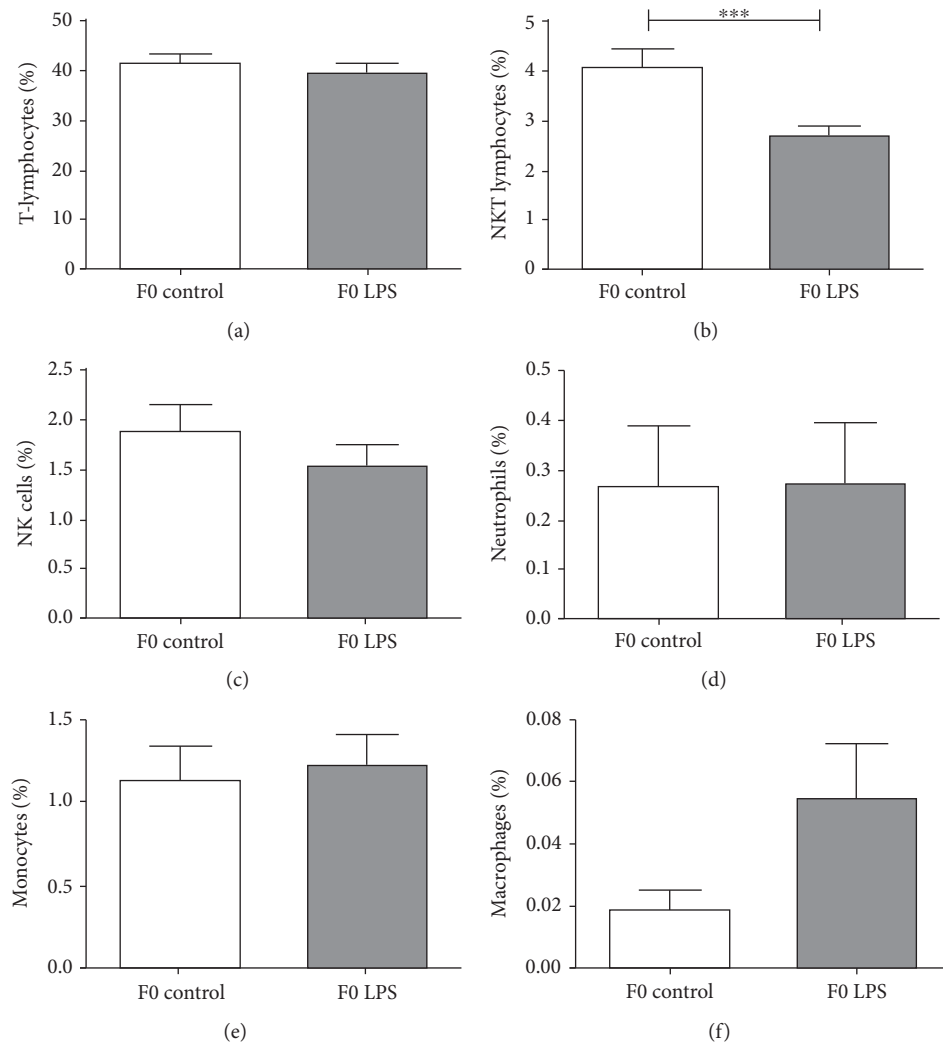 50
40
30
20
10
0
T-lymphocytes (%)
F0 control F0 LPS
(a)
5
4
3
2
1
0
NKT lymphocytes (%)
***
F0 control F0 LPS
(b)
2.5
2.0
1.5
1.0
0.5
0.0
NK cells (%)
F0 control F0 LPS
(c)
0.5
0.4
0.3
0.2
0.1
0.0
Neutrophils (%)
F0 control F0 LPS
(d)
1.5
1.0
0.5
0.0
Monocytes (%)
F0 control F0 LPS
(e)
0.08
0.06
0.04
0.02
0.00
Macrophages (%)
F0 control F0 LPS
(f)